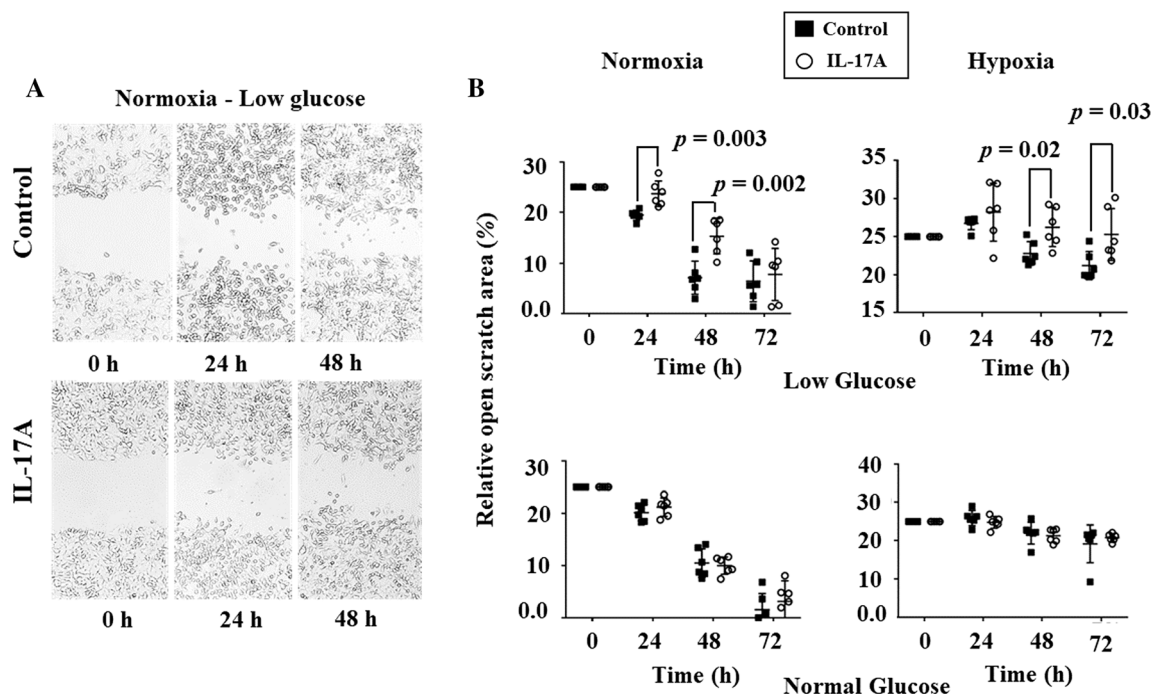 Control
IL-17A
A
Normoxia - Low glucose
Control
0 h
24 h
48 h
IL-17A
0 h
24 h
48 h
B
Normoxia
Hypoxia
Relative open scratch area (%)
30
20
10
0.0
p = 0.003
p = 0.002
0
24
48
72
Time (h)
30
25
20
15
p = 0.02
p = 0.03
0
24
48
72
Time (h)
Low Glucose
30
20
10
0.0
0
24
48
72
Time (h)
40
30
20
10
0.0
0
24
48
72
Time (h)
Normal Glucose